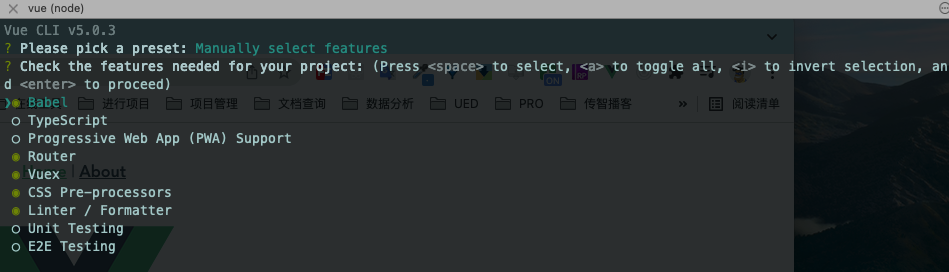 vue (node)
Vue CLI v5.0.3
? Please pick a preset: Manually select features
? Check the features needed for your project: (Press <space> to select, <a> to toggle all, <i> to invert selection, an
d <enter> to proceed)
❯◉ Babel
进行项目 项目管理 文档查询 数据分析 UED PRO 传智播客 » 阅读清单
◯ TypeScript
◯ Progressive Web App (PWA) Support
◉ Router
◉ Vuex
| About
◉ CSS Pre-processors
◉ Linter / Formatter
◯ Unit Testing
◯ E2E Testing